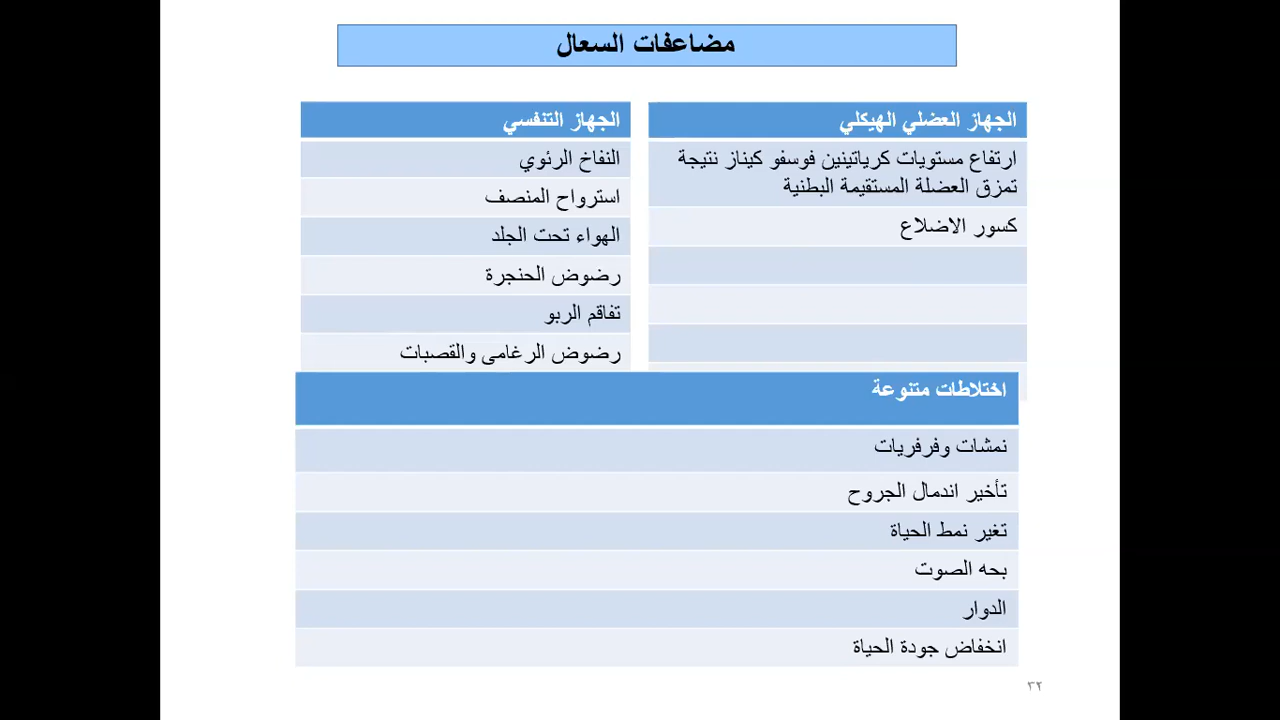 مضاعفات السعال
الجهاز العضلي الهيكلي
ارتفاع مستويات كرياتينين فوسفو كيناز نتيجة
تمزق العضلة المستقيمة البطنية
كسور الاضلاع
الجهاز التنفسي
النفاخ الرئوي
استرواح المنصف
الهواء تحت الجلد
رضوض الحنجرة
تفاقم الربو
رضوض الرغامى والقصبات
اختلاطات متنوعة
نمشات وفرفريات
تأخير اندمال الجروح
تغير نمط الحياة
بحه الصوت
الدوار
انخفاض جودة الحياة
٣٢